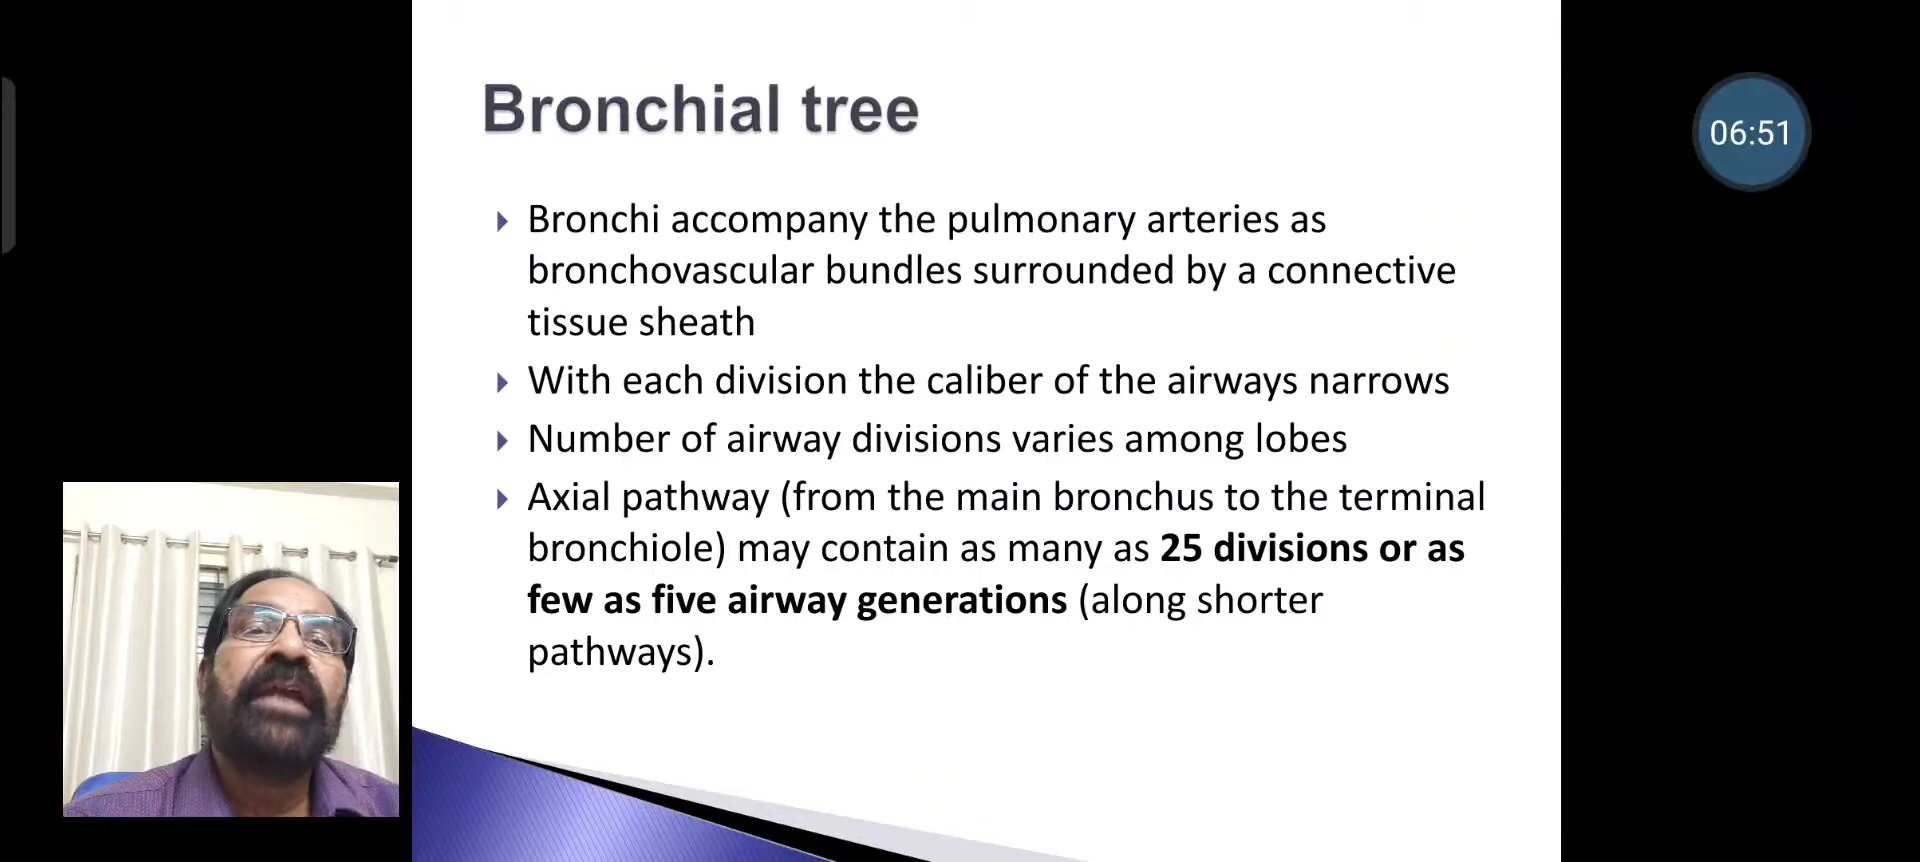 Bronchial tree
06:51
Bronchi accompany the pulmonary arteries as
bronchovascular bundles surrounded by a connective
tissue sheath
With each division the caliber of the airways narrows
Number of airway divisions varies among lobes
Axial pathway (from the main bronchus to the terminal
bronchiole) may contain as many as 25 divisions or as
few as five airway generations (along shorter
pathways).